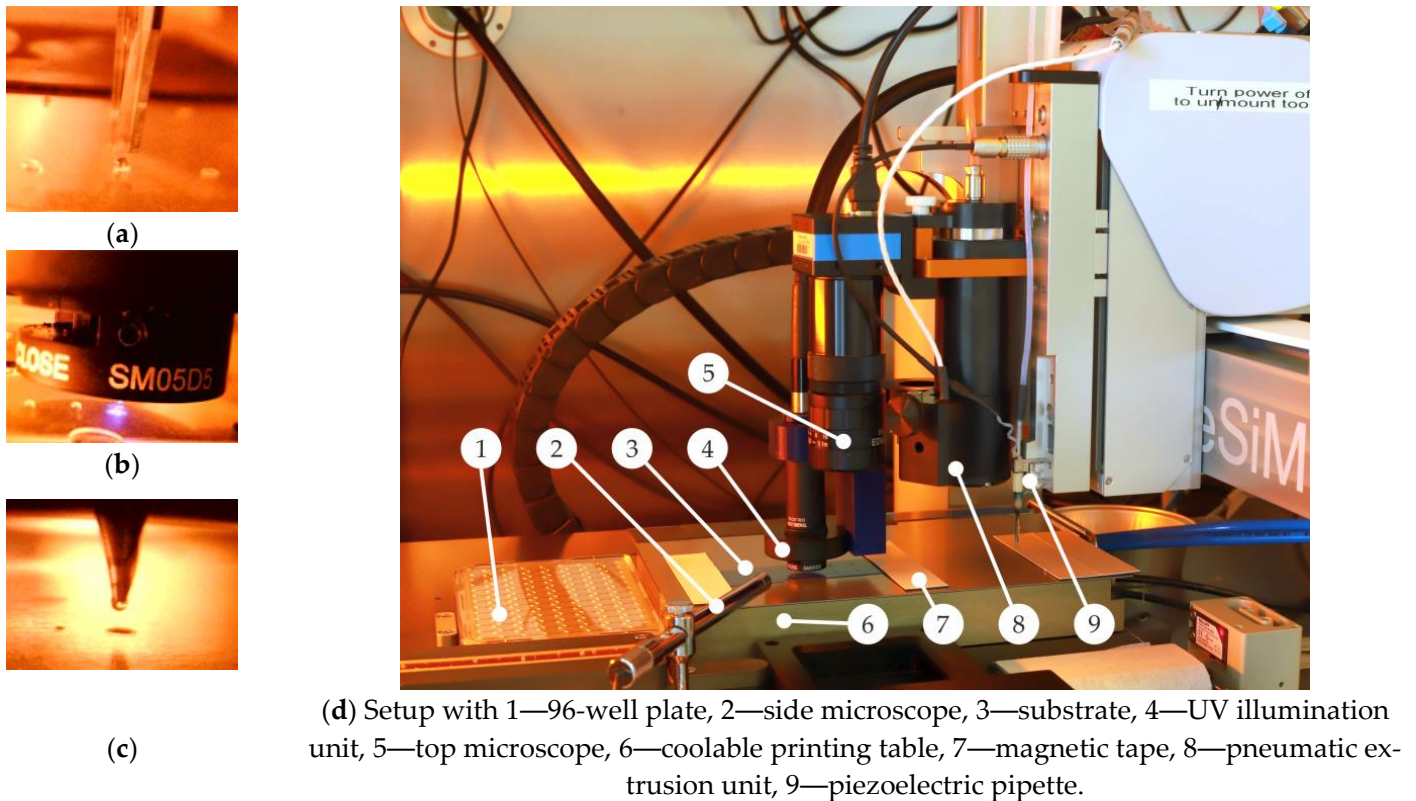 (a)
CLOSE SM05D5
(b)
(c)
Turn power of
to unmount too
eSiM
1
2
3
4
5
6
7
8
9
(d) Setup with 1—96-well plate, 2—side microscope, 3—substrate, 4—UV illumination
unit, 5—top microscope, 6—coolable printing table, 7—magnetic tape, 8—pneumatic ex-
trusion unit, 9—piezoelectric pipette.